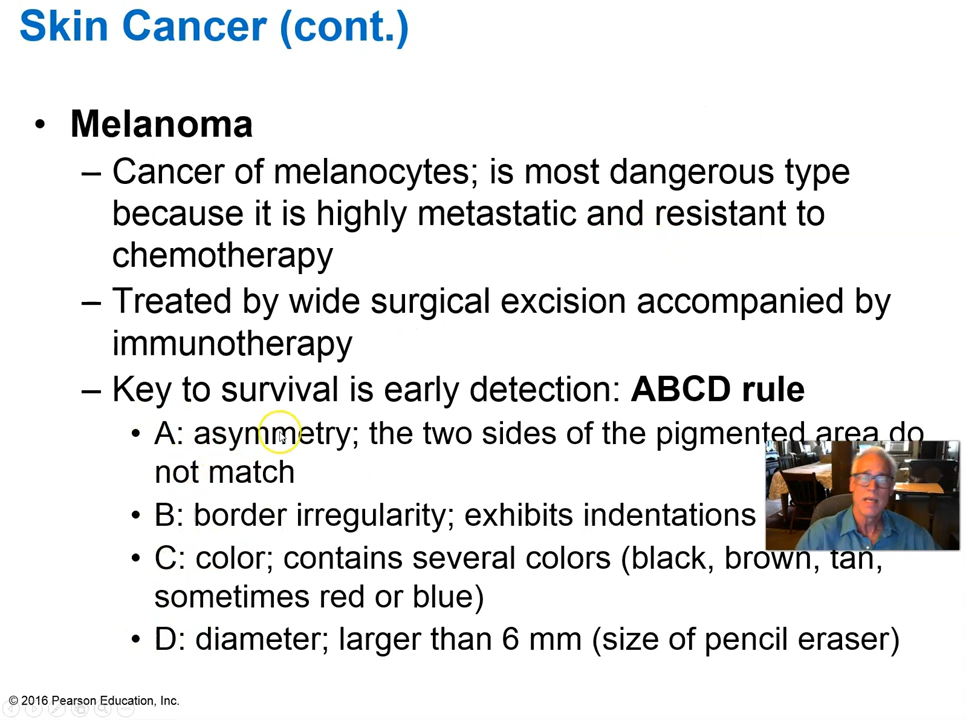 Skin Cancer (cont.)
• Melanoma
– Cancer of melanocytes; is most dangerous type
because it is highly metastatic and resistant to
chemotherapy
– Treated by wide surgical excision accompanied by
immunotherapy
– Key to survival is early detection: ABCD rule
• A: asymmetry; the two sides of the pigmented area do
not match
• B: border irregularity; exhibits indentations
• C: color; contains several colors (black, brown, tan,
sometimes red or blue)
• D: diameter; larger than 6 mm (size of pencil eraser)
© 2016 Pearson Education, Inc.